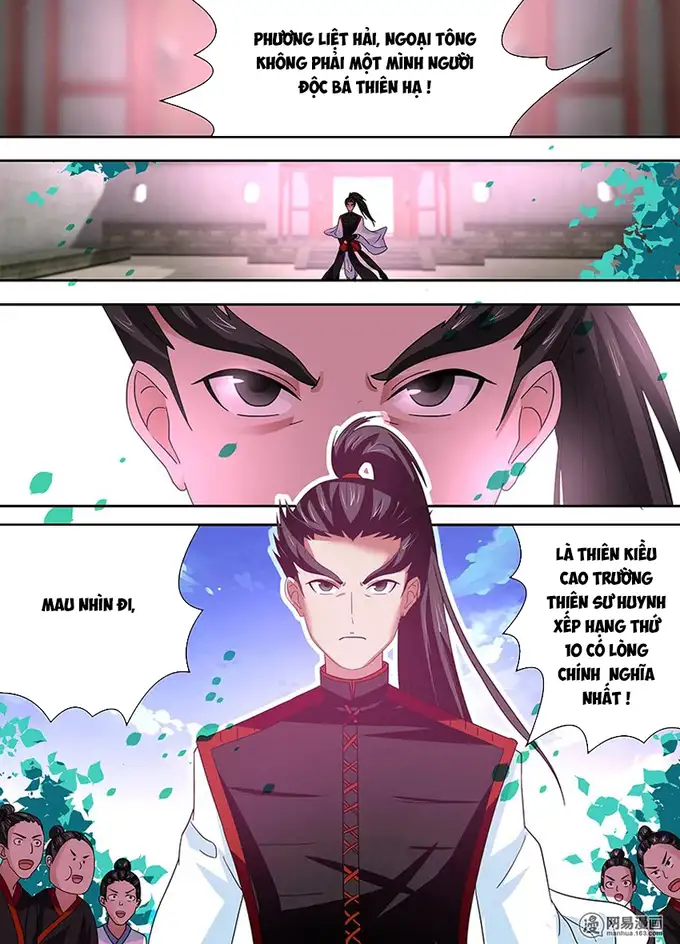 PHƯƠNG LIỆT HẢI, NGOẠI TÔNG
KHÔNG PHẢI MỘT MÌNH NGƯỜI
ĐỘC BÁ THIÊN HẠ !
MAU NHÌN ĐI,
LÀ THIÊN KIỀU
CAO TRƯỜNG
THIÊN SƯ HUYNH
XẾP HẠNG THỨ
10 CÓ LÒNG
CHÍNH NGHĨA
NHẤT !
网易漫画
manhua.163.com